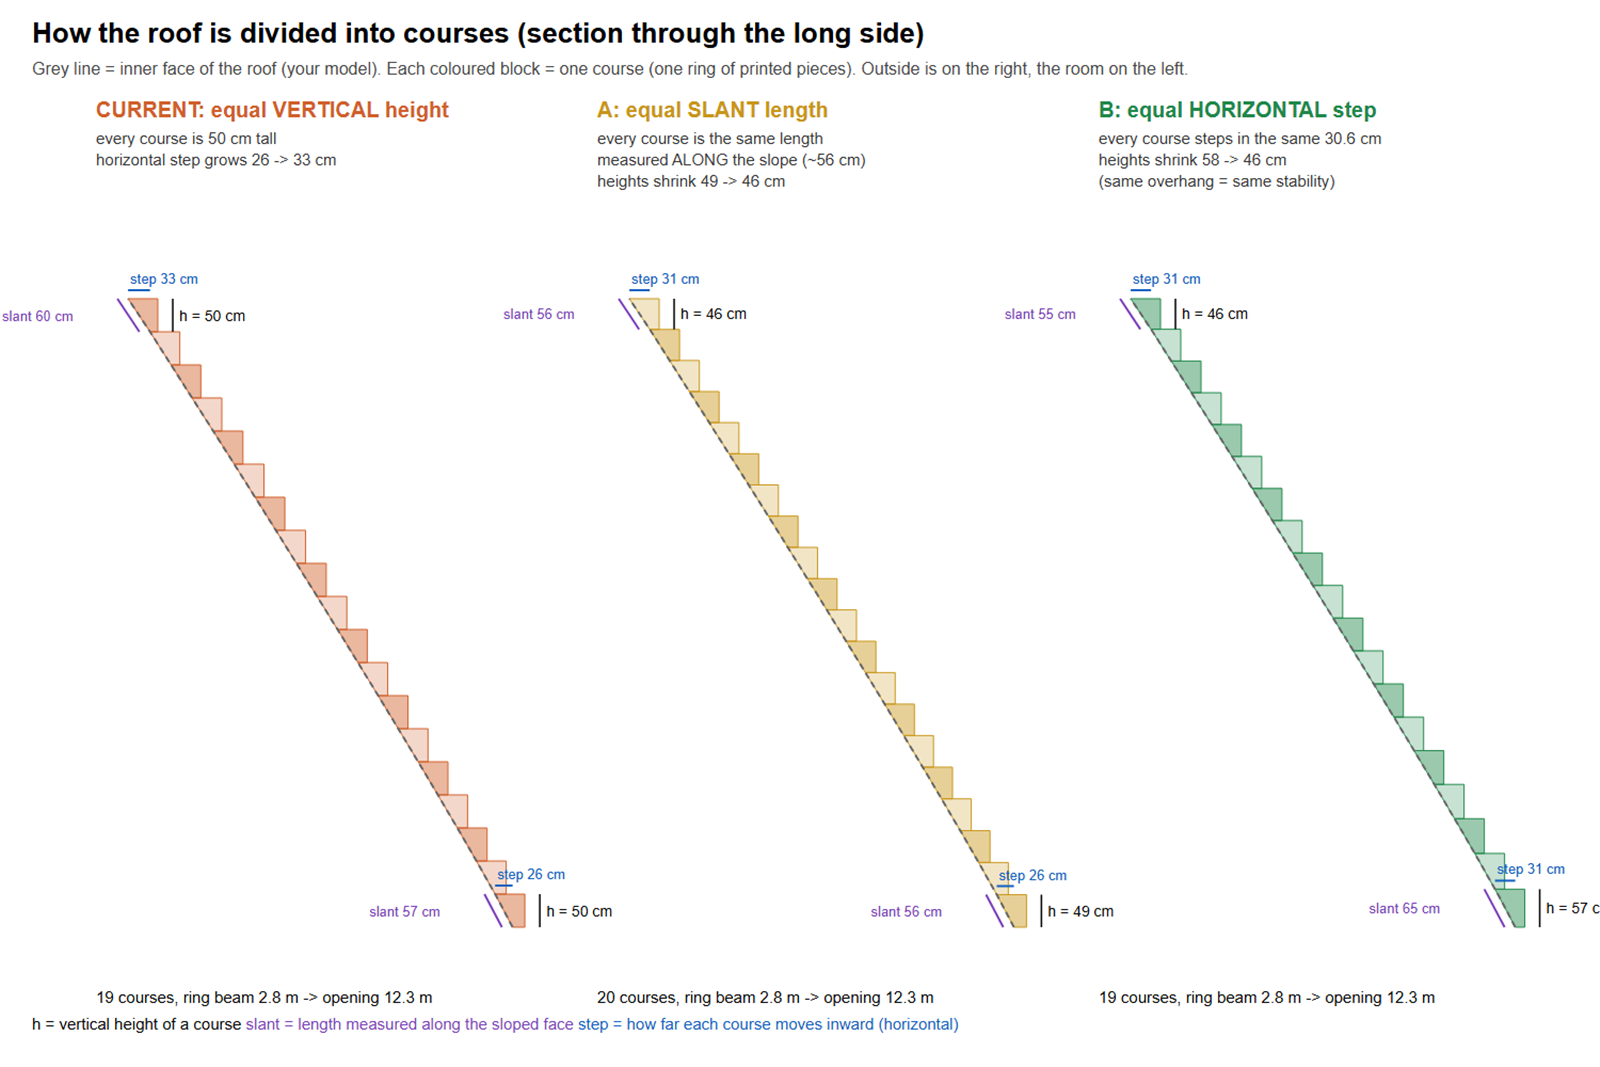 How the roof is divided into courses (section through the long side)
Grey line = inner face of the roof (your model). Each coloured block = one course (one ring of printed pieces). Outside is on the right, the room on the left.
CURRENT: equal VERTICAL height
every course is 50 cm tall
horizontal step grows 26 -> 33 cm
A: equal SLANT length
every course is the same length
measured ALONG the slope (~56 cm)
heights shrink 49 -> 46 cm
B: equal HORIZONTAL step
every course steps in the same 30.6 cm
heights shrink 58 -> 46 cm
(same overhang = same stability)
step 33 cm
slant 60 cm
h = 50 cm
step 26 cm
slant 57 cm
h = 50 cm
step 31 cm
slant 56 cm
h = 46 cm
step 26 cm
slant 56 cm
h = 49 cm
step 31 cm
slant 55 cm
h = 46 cm
step 31 cm
slant 65 cm
h = 57 c
19 courses, ring beam 2.8 m -> opening 12.3 m
20 courses, ring beam 2.8 m -> opening 12.3 m
19 courses, ring beam 2.8 m -> opening 12.3 m
h = vertical height of a course slant = length measured along the sloped face step = how far each course moves inward (horizontal)